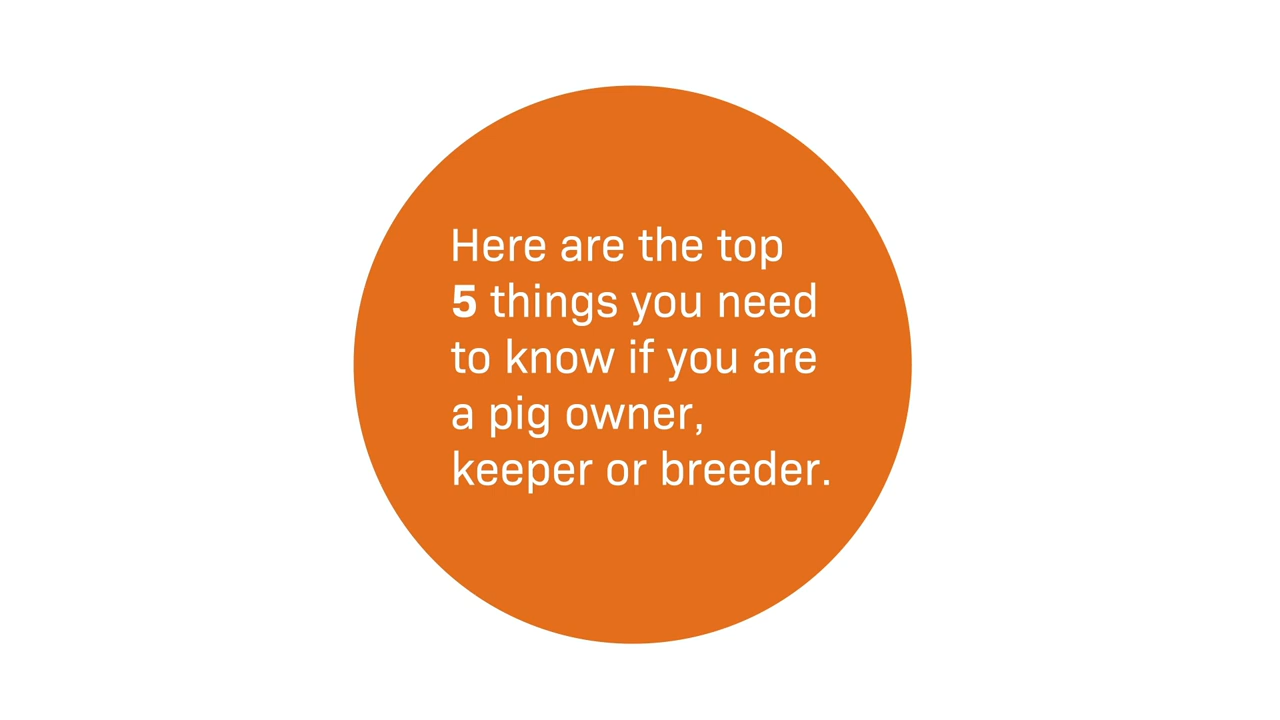 Here are the top
5 things you need
to know if you are
a pig owner,
keeper or breeder.